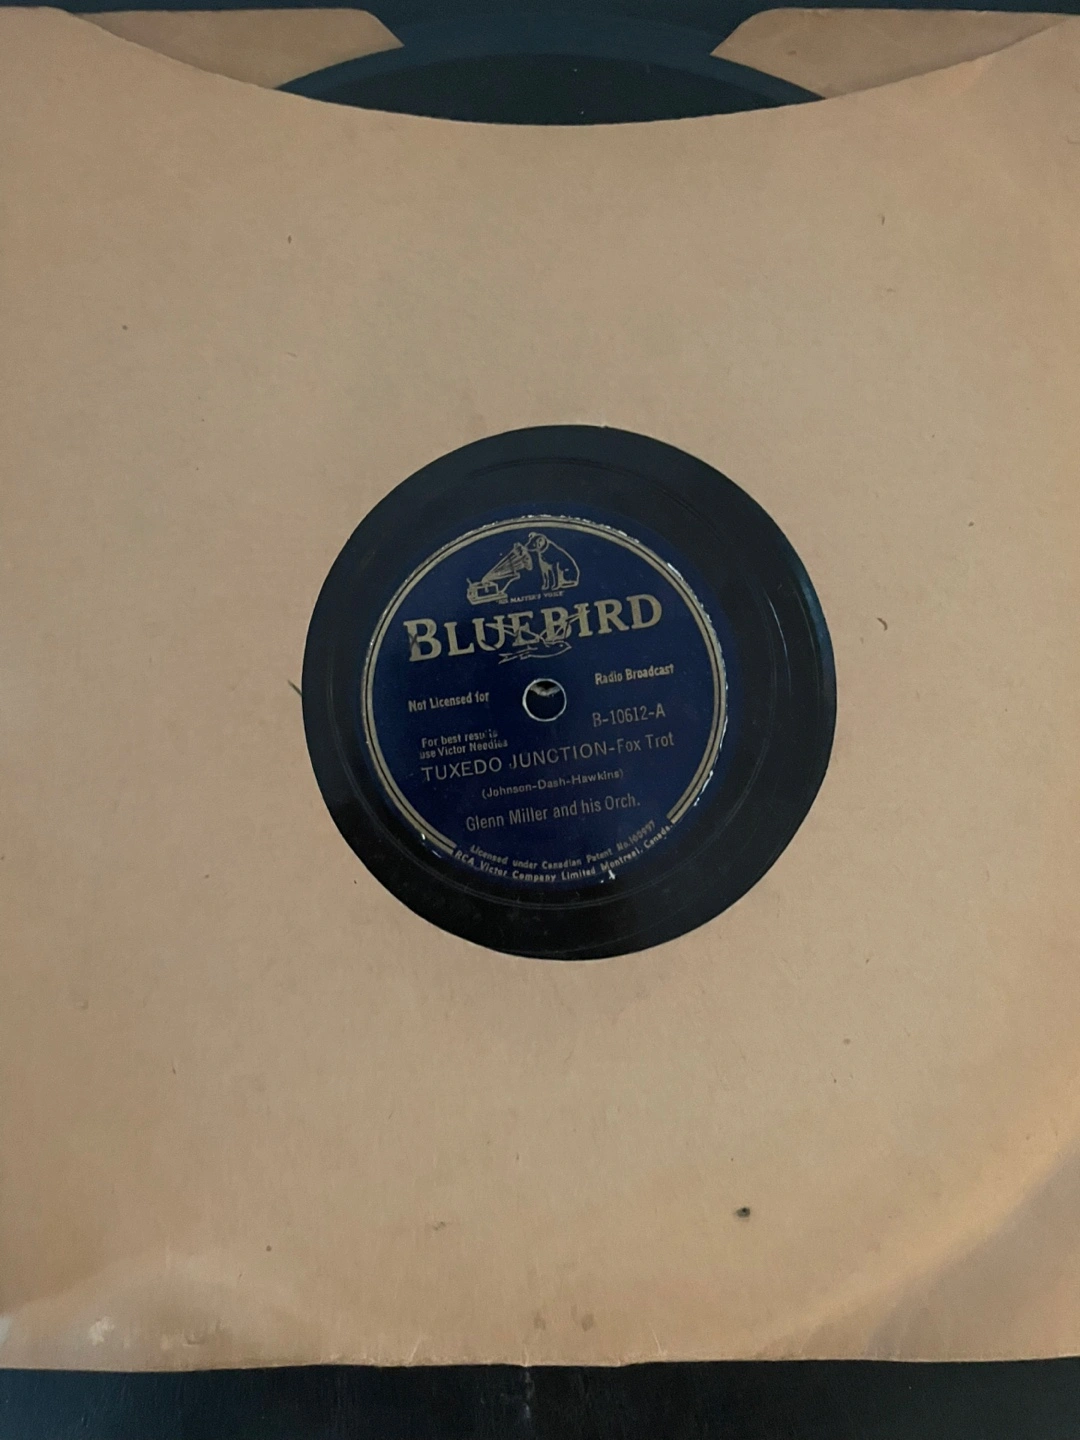 "HIS MASTER'S VOICE"
BLUEBIRD
Not Licensed for Radio Broadcast
B-10612-A
For best results
use Victor Needles
TUXEDO JUNCTION-Fox Trot
(Johnson-Dash-Hawkins)
Glenn Miller and his Orch.
Licensed under Canadian Patent No.160997
RCA Victor Company Limited Montreal, Canada.